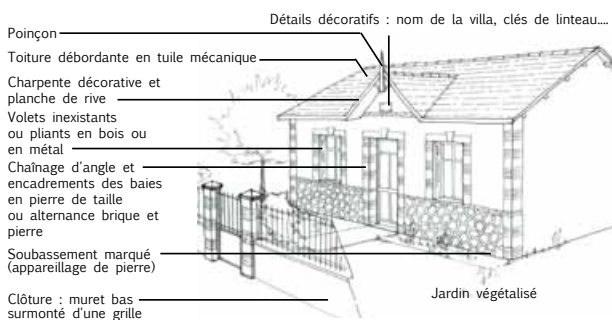 Détails décoratifs : nom de la villa, clés de linteau....
Poinçon
Toiture débordante en tuile mécanique
Charpente décorative et
planche de rive
Volets inexistants
ou pliants en bois ou
en métal
Chaînage d'angle et
encadrements des baies
en pierre de taille
ou alternance brique et
pierre
Soubassement marqué
(appareillage de pierre)
Clôture : muret bas
surmonté d'une grille
Jardin végétalisé